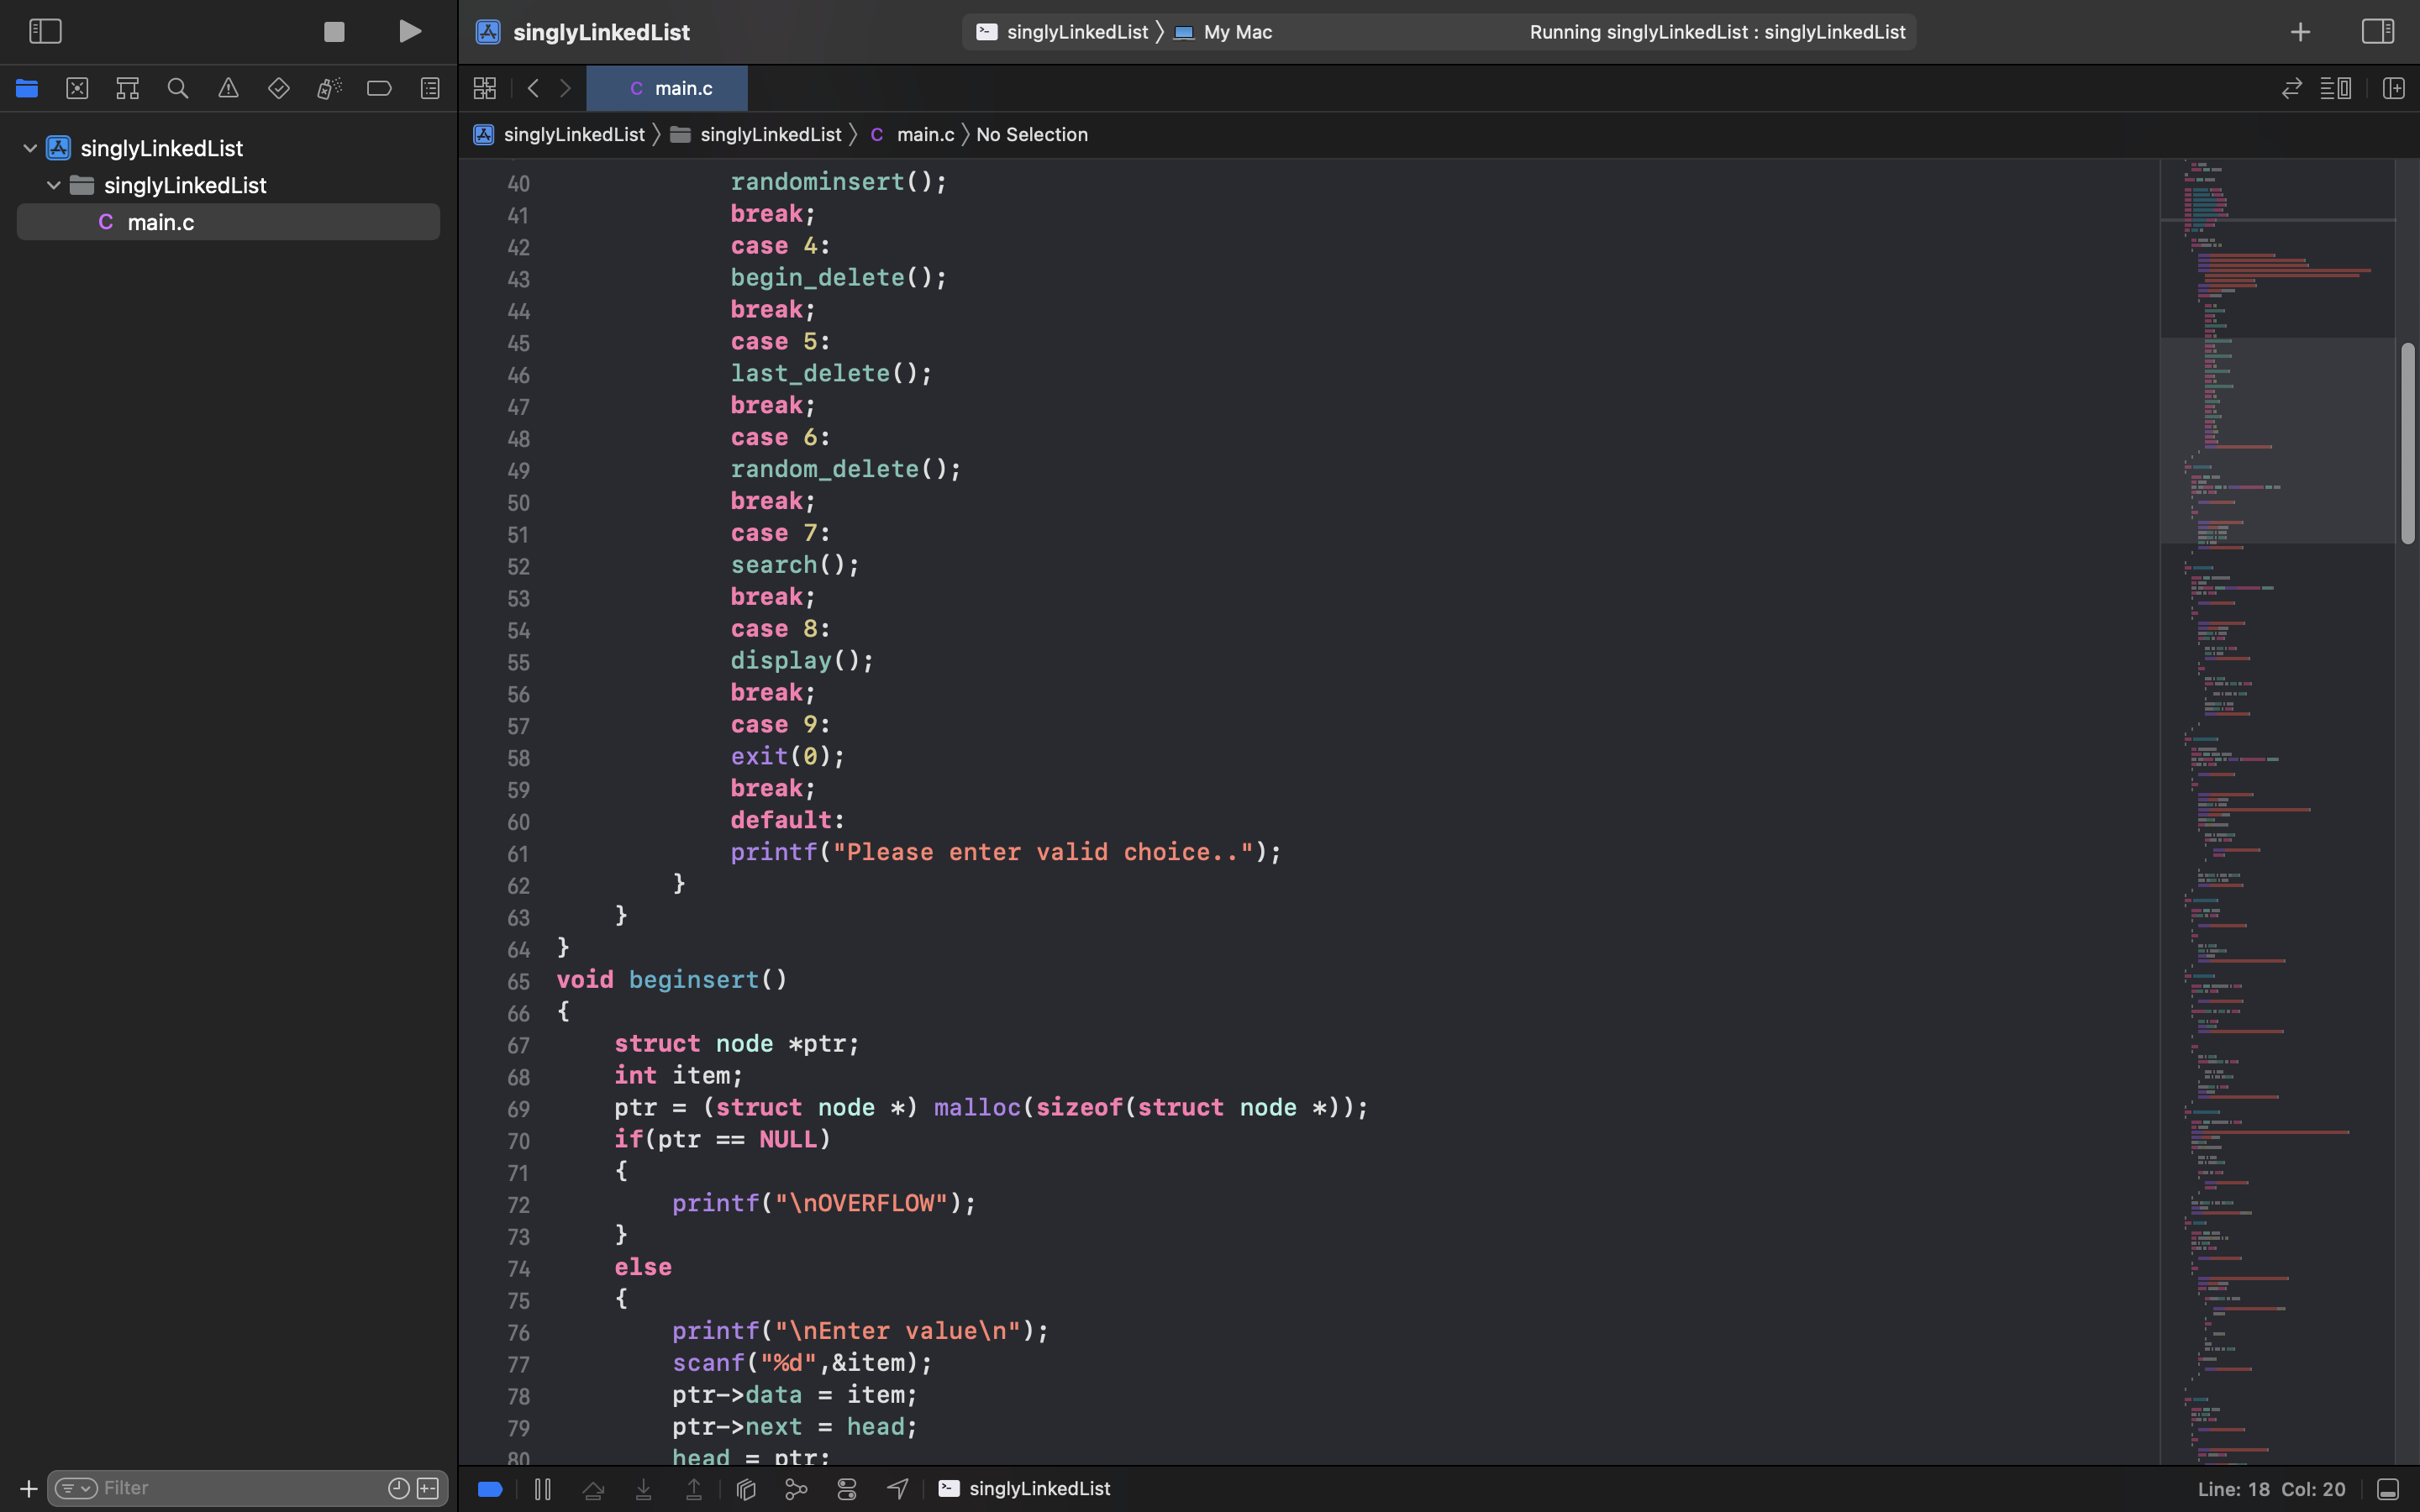 singlyLinkedList
singlyLinkedList 〉 My Mac
Running singlyLinkedList : singlyLinkedList
C main.c
singlyLinkedList 〉 singlyLinkedList 〉 C main.c 〉 No Selection
singlyLinkedList
singlyLinkedList
C main.c
40 randominsert();
41 break;
42 case 4:
43 begin_delete();
44 break;
45 case 5:
46 last_delete();
47 break;
48 case 6:
49 random_delete();
50 break;
51 case 7:
52 search();
53 break;
54 case 8:
55 display();
56 break;
57 case 9:
58 exit(0);
59 break;
60 default:
61 printf("Please enter valid choice..");
62 }
63 }
64 }
65 void beginsert()
66 {
67 struct node *ptr;
68 int item;
69 ptr = (struct node *) malloc(sizeof(struct node *));
70 if(ptr == NULL)
71 {
72 printf("\nOVERFLOW");
73 }
74 else
75 {
76 printf("\nEnter value\n");
77 scanf("%d",&item);
78 ptr->data = item;
79 ptr->next = head;
80 head = ptr;
Filter
singlyLinkedList
Line: 18 Col: 20